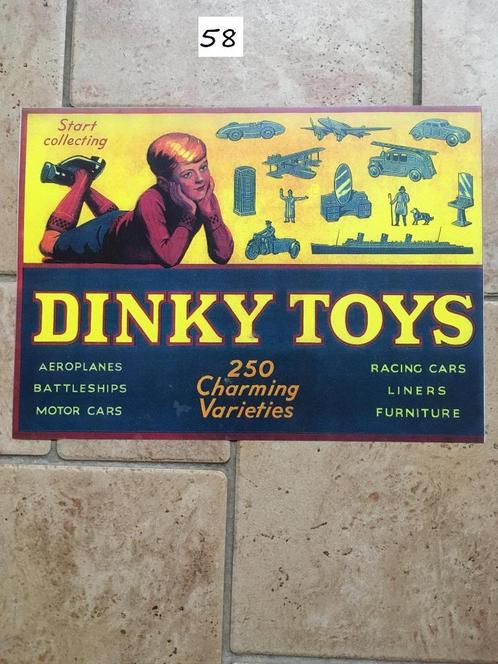 58
Start
collecting
DINKY TOYS
AEROPLANES
BATTLESHIPS
MOTOR CARS
250
Charming
Varieties
RACING CARS
LINERS
FURNITURE